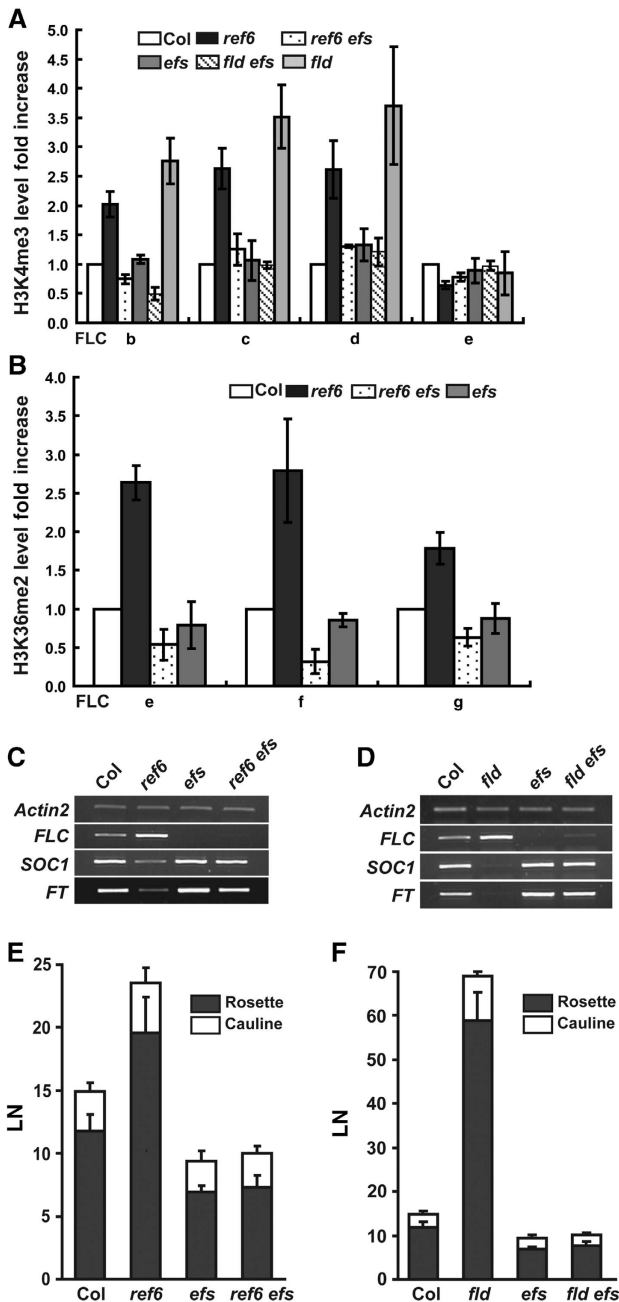 A
Col ref6 ref6 efs
efs fld efs fld
H3K4me3 level fold increase
5.0
4.5
4.0
3.5
3.0
2.5
2.0
1.5
1.0
0.5
0.0
FLC b c d e
B
Col ref6 ref6 efs efs
H3K36me2 level fold increase
4.0
3.5
3.0
2.5
2.0
1.5
1.0
0.5
0.0
FLC e f g
C
Col ref6 efs ref6 efs
Actin2
FLC
SOC1
FT
D
Col fld efs fld efs
Actin2
FLC
SOC1
FT
E
25
20
15
10
5
0
LN
Rosette
Cauline
Col ref6 efs ref6 efs
F
70
60
50
40
30
20
10
0
LN
Rosette
Cauline
Col fld efs fld efs